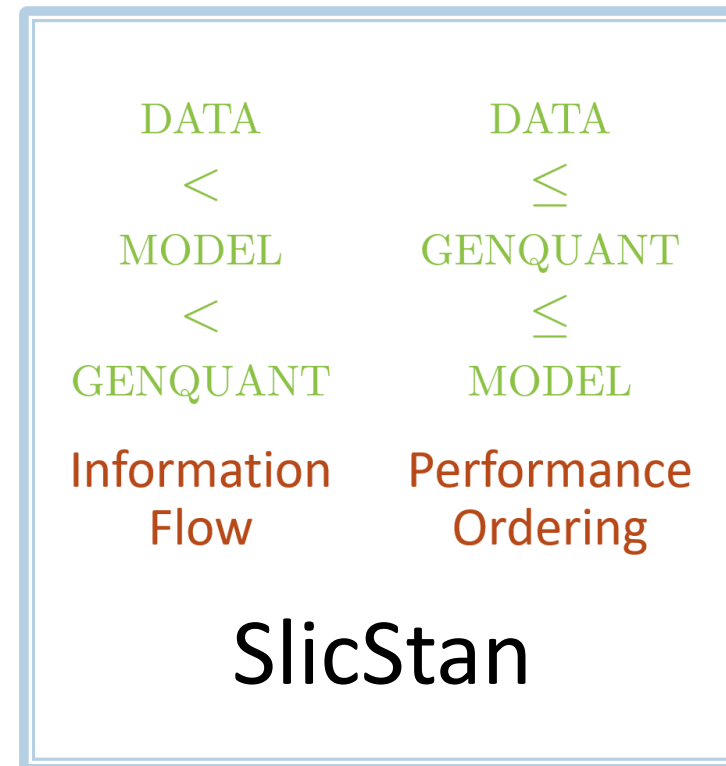 DATA
<
MODEL
<
GENQUANT
Information
Flow
DATA
≤
GENQUANT
≤
MODEL
Performance
Ordering
SlicStan